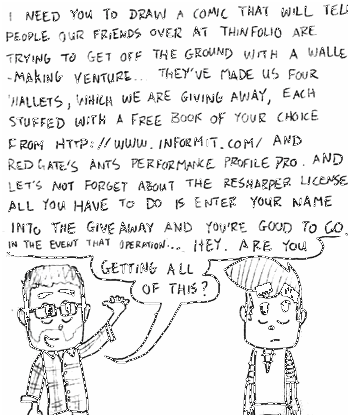 I NEED YOU TO DRAW A COMIC THAT WILL TELL
PEOPLE OUR FRIENDS OVER AT THINFOLIO ARE
TRYING TO GET OFF THE GROUND WITH A WALLE
-MAKING VENTURE.. THEY'VE MADE US FOUR
WALLETS, WHICH WE ARE GIVING AWAY, EACH
STUFFED WITH A FREE BOOK OF YOUR CHOICE
FROM HTTP://WWW.INFORMIT.COM/ AND
RED GATE'S ANTS PERFORMANCE PROFILE PRO. AND
LET'S NOT FORGET ABOUT THE RESHARPER LICENSE
ALL YOU HAVE TO DO IS ENTER YOUR NAME
INTO THE GIVEAWAY AND YOU'RE GOOD TO GO.
IN THE EVENT THAT OPERATION... HEY. ARE YOU
GETTING ALL
OF THIS?